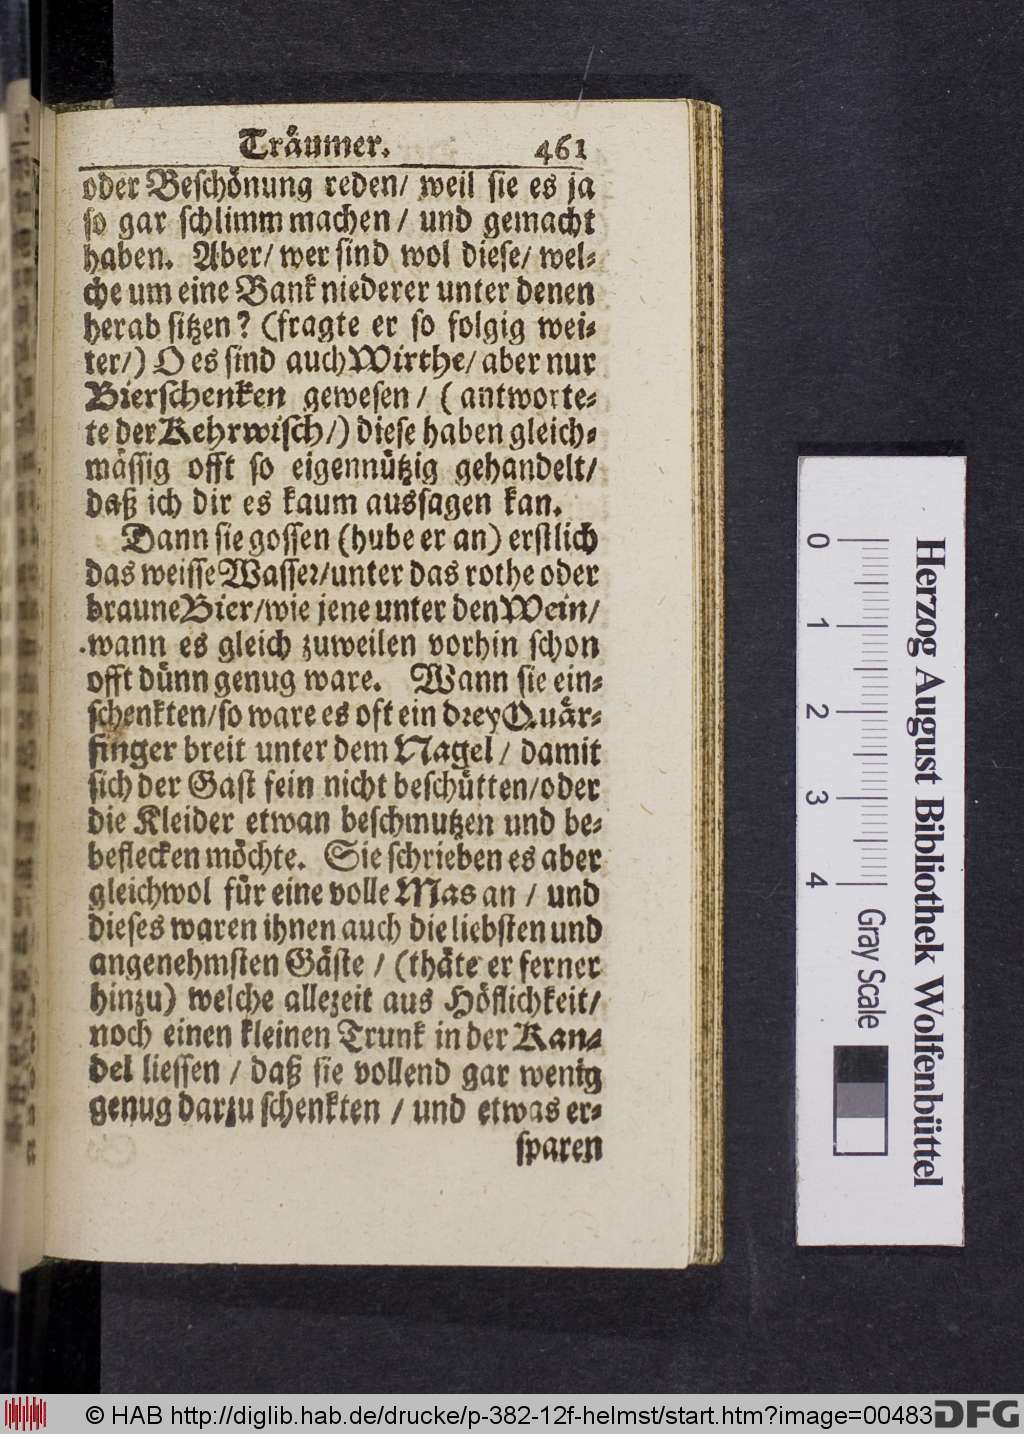 Träumer. 461
oder Beschönung reden/ weil sie es ja
so gar schlimm machen / und gemacht
haben. Aber/ wer sind wol diese/ wel-
che um eine Bank niederer unter denen
herab sitzen? (fragte er so folgig wei-
ter/) O es sind auch Wirthe/ aber nur
Bierschenken gewesen / ( antworte-
te der Kehrwisch/) diese haben gleich-
mässig offt so eigennützig gehandelt/
daß ich dir es kaum aussagen kan.
Dann sie gossen (hube er an) erstlich
das weisse Wasser/unter das rothe oder
braune Bier/wie jene unter den Wein/
wann es gleich zuweilen vorhin schon
offt dünn genug ware. Wann sie ein-
schenkten/so ware es oft ein drey Quär-
finger breit unter dem Nagel / damit
sich der Gast fein nicht beschütten/oder
die Kleider etwan beschmutzen und be-
beflecken möchte. Sie schrieben es aber
gleichwol für eine volle Mas an / und
dieses waren ihnen auch die liebsten und
angenehmsten Gäste / (thäte er ferner
hinzu) welche allezeit aus Höflichkeit/
noch einen kleinen Trunk in der Kan-
del liessen / daß sie vollend gar wenig
genug darzu schenkten / und etwas er-
sparen
0 1 2 3 4
Gray Scale
Herzog August Bibliothek Wolfenbüttel
© HAB http://diglib.hab.de/drucke/p-382-12f-helmst/start.htm?image=00483
DFG